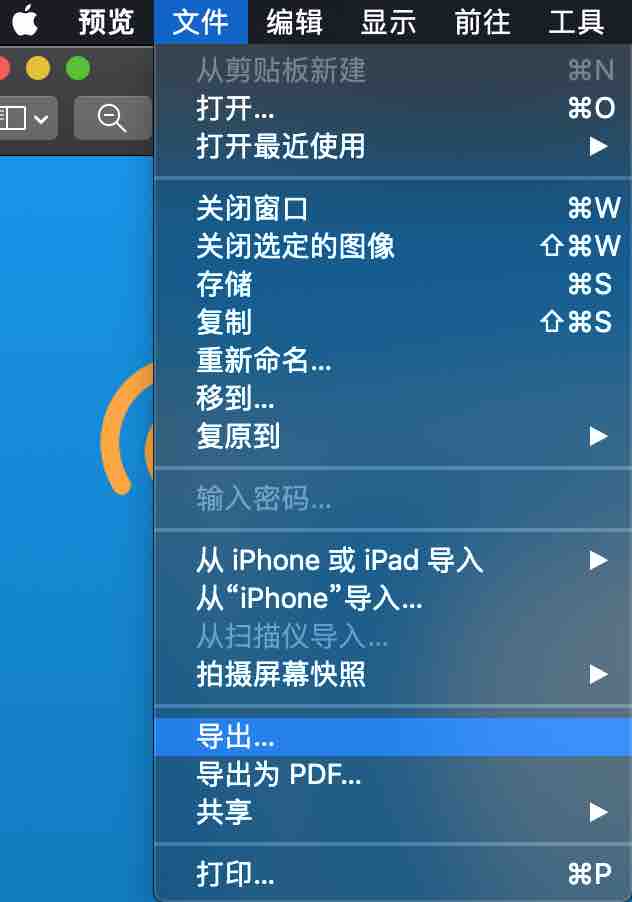 预览 文件 编辑 显示 前往 工具
从剪贴板新建 ⌘N
打开... ⌘O
打开最近使用 ▶
关闭窗口 ⌘W
关闭选定的图像 ⇧⌘W
存储 ⌘S
复制 ⇧⌘S
重新命名...
移到...
复原到 ▶
输入密码...
从 iPhone 或 iPad 导入 ▶
从“iPhone”导入...
从扫描仪导入...
拍摄屏幕快照 ▶
导出...
导出为 PDF...
共享 ▶
打印... ⌘P